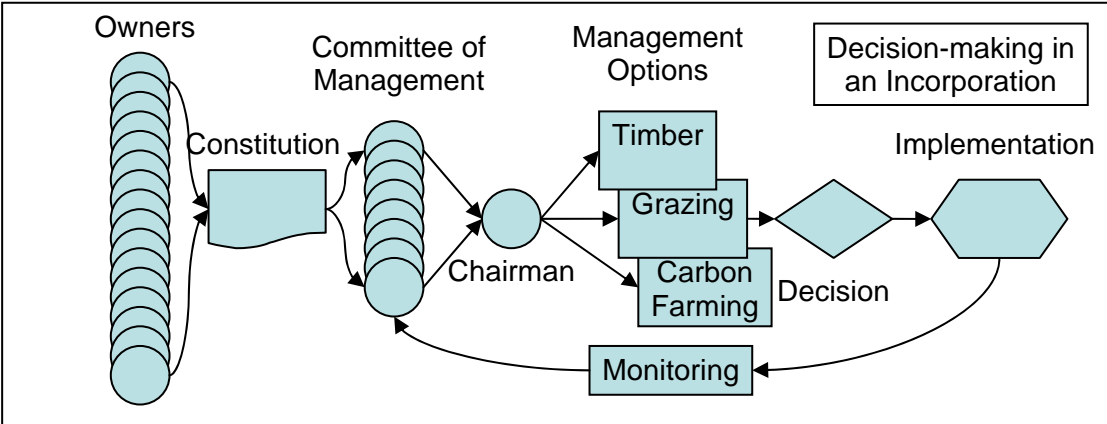 Owners
Committee of
Management
Management
Options
Decision-making in
an Incorporation
Constitution
Timber
Implementation
Grazing
Chairman
Carbon
Farming
Decision
Monitoring